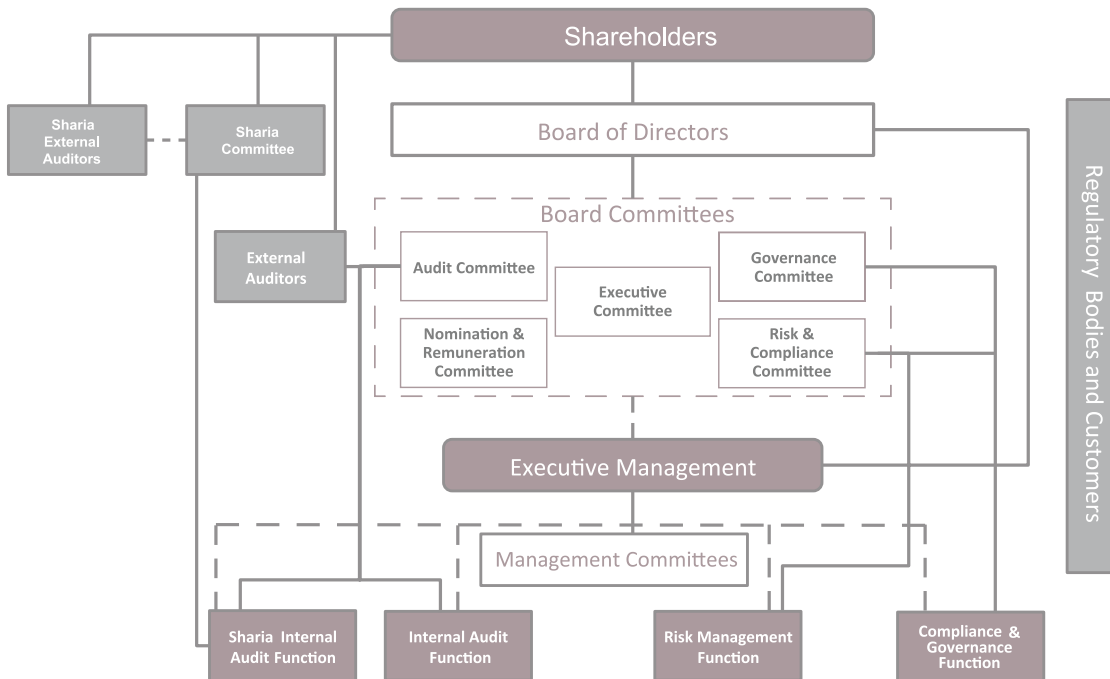 Shareholders
Sharia
External
Auditors
Sharia
Committee
Board of Directors
Board Committees
External
Auditors
Audit Committee
Executive
Committee
Governance
Committee
Nomination &
Remuneration
Committee
Risk &
Compliance
Committee
Executive Management
Management Committees
Sharia Internal
Audit Function
Internal Audit
Function
Risk Management
Function
Compliance &
Governance
Function
Regulatory Bodies and Customers